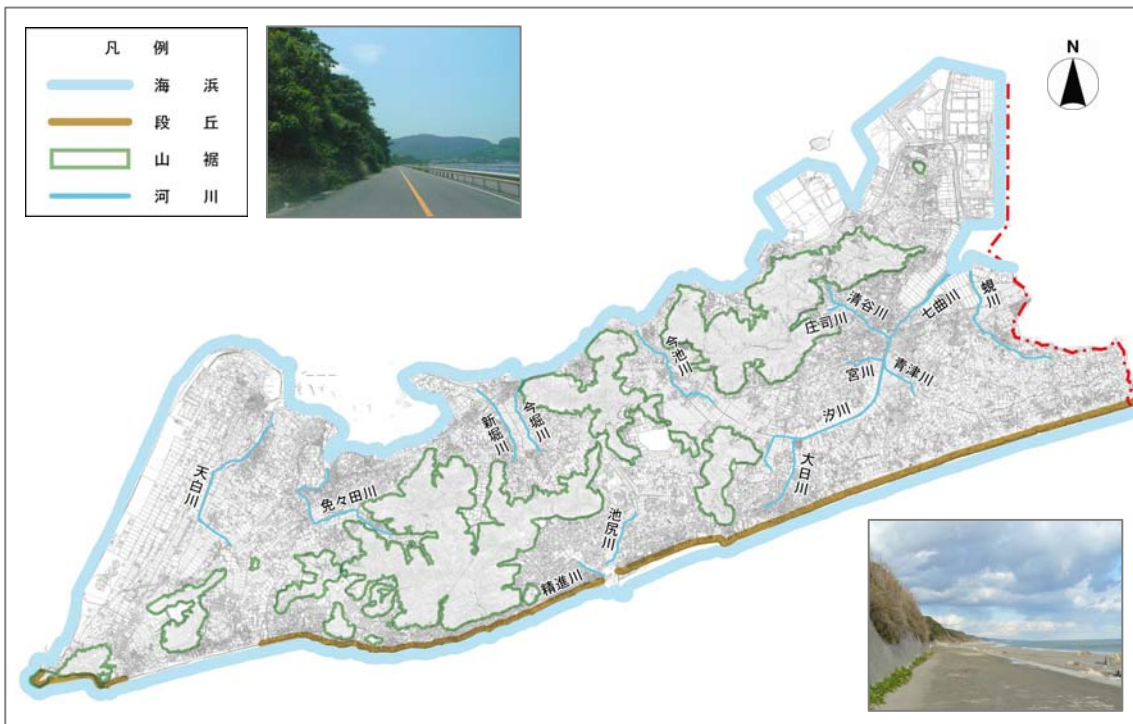 凡 例
海 浜
段 丘
山 裾
河 川
N
清谷川
七曲川
蜆川
庄司川
今池川
宮川
青津川
汐川
新堀川
今堀川
天白川
免々田川
大日川
池尻川
精進川